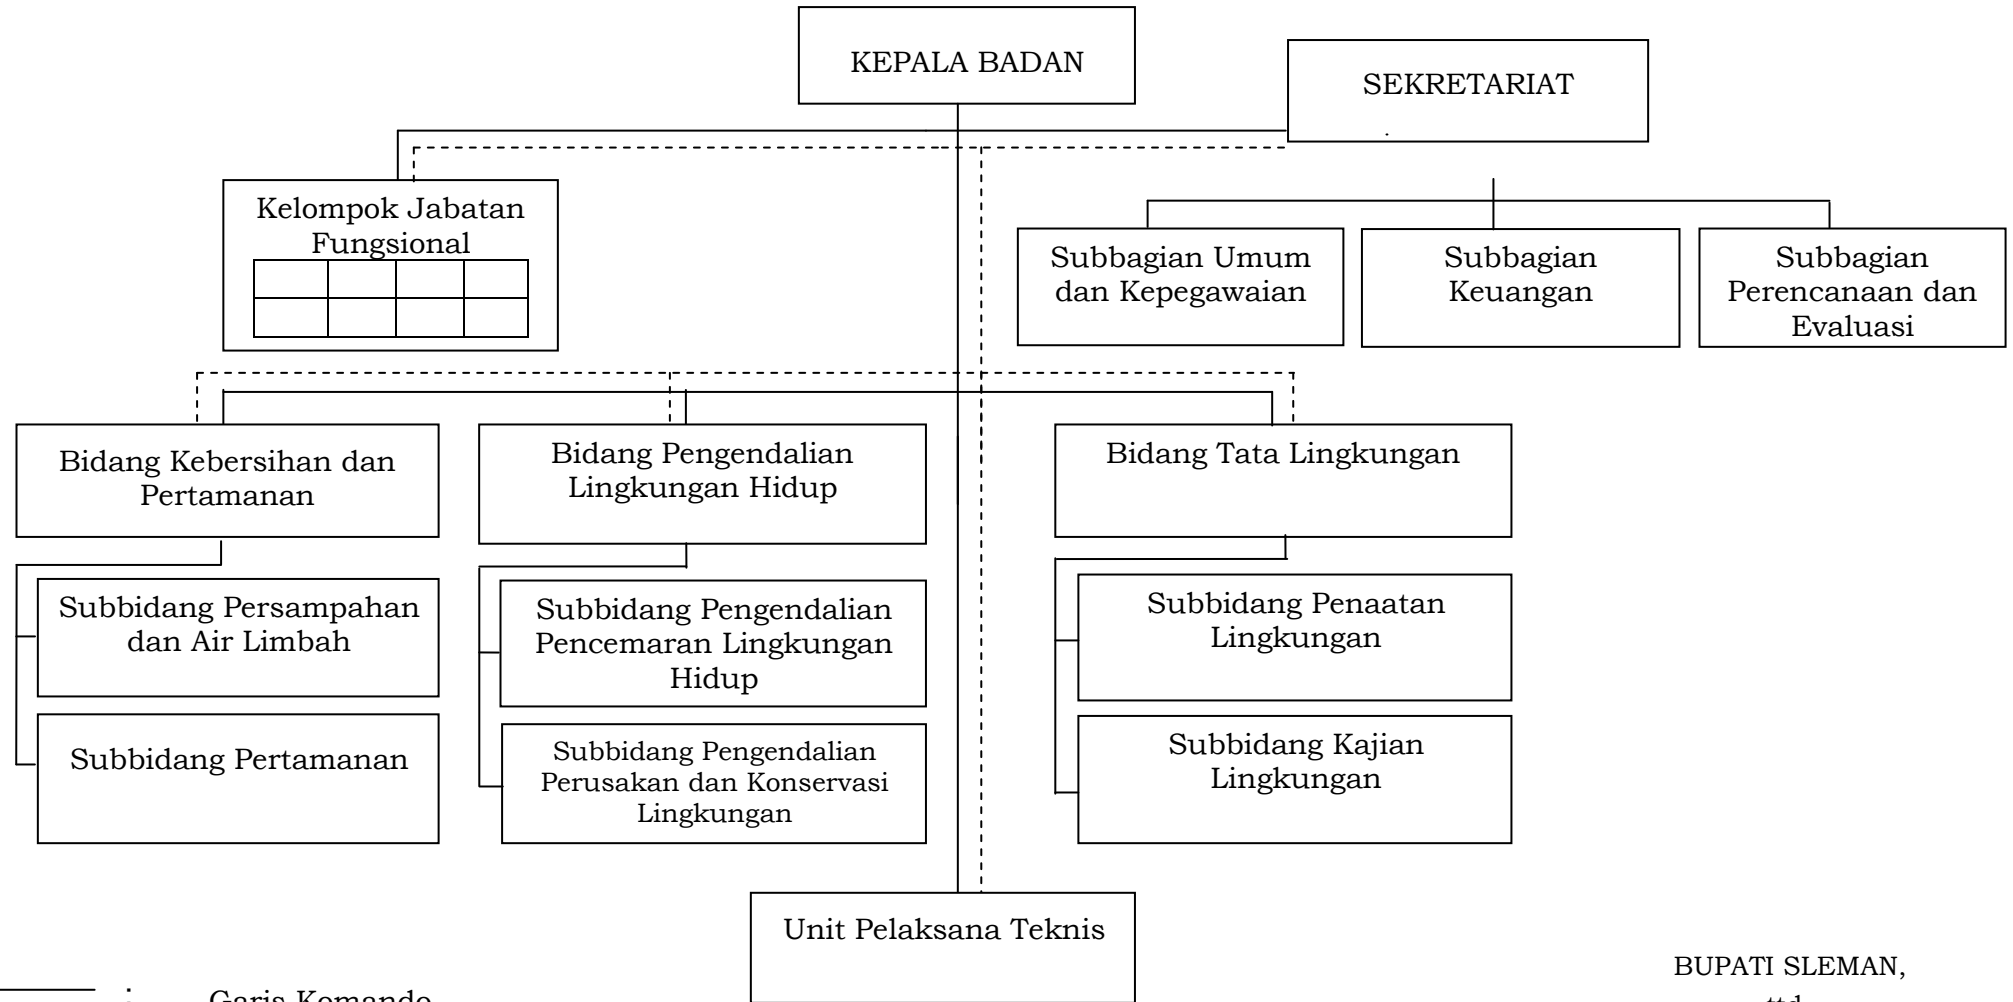 KEPALA BADAN
SEKRETARIAT
Kelompok Jabatan
Fungsional
Subbagian Umum
dan Kepegawaian
Subbagian
Keuangan
Subbagian
Perencanaan dan
Evaluasi
Bidang Kebersihan dan
Pertamanan
Bidang Pengendalian
Lingkungan Hidup
Bidang Tata Lingkungan
Subbidang Persampahan
dan Air Limbah
Subbidang Pertamanan
Subbidang Pengendalian
Pencemaran Lingkungan
Hidup
Subbidang Pengendalian
Perusakan dan Konservasi
Lingkungan
Subbidang Penaatan
Lingkungan
Subbidang Kajian
Lingkungan
Unit Pelaksana Teknis
: Garis Komando
BUPATI SLEMAN,
ttd